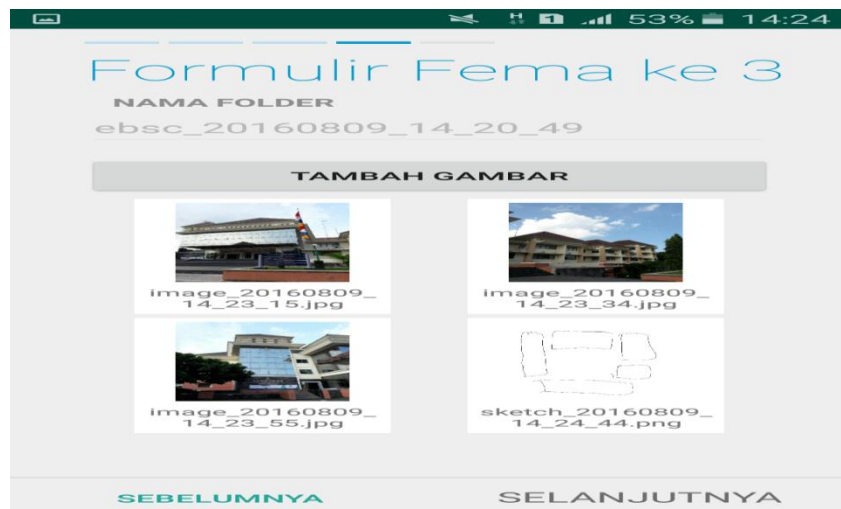 53% 14:24
Formulir Fema ke 3
NAMA FOLDER
ebsc_20160809_14_20_49
TAMBAH GAMBAR
image_20160809_
14_23_15.jpg
image_20160809_
14_23_34.jpg
image_20160809_
14_23_55.jpg
sketch_20160809_
14_24_44.png
SEBELUMNYA
SELANJUTNYA